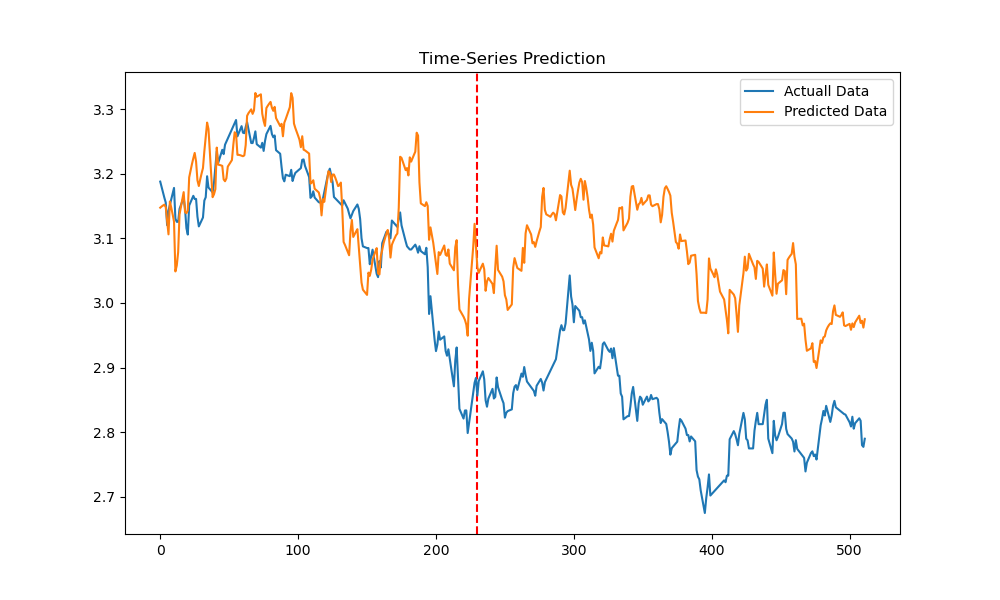 Time-Series Prediction
Actuall Data
Predicted Data
3.3
3.2
3.1
3.0
2.9
2.8
2.7
0 100 200 300 400 500